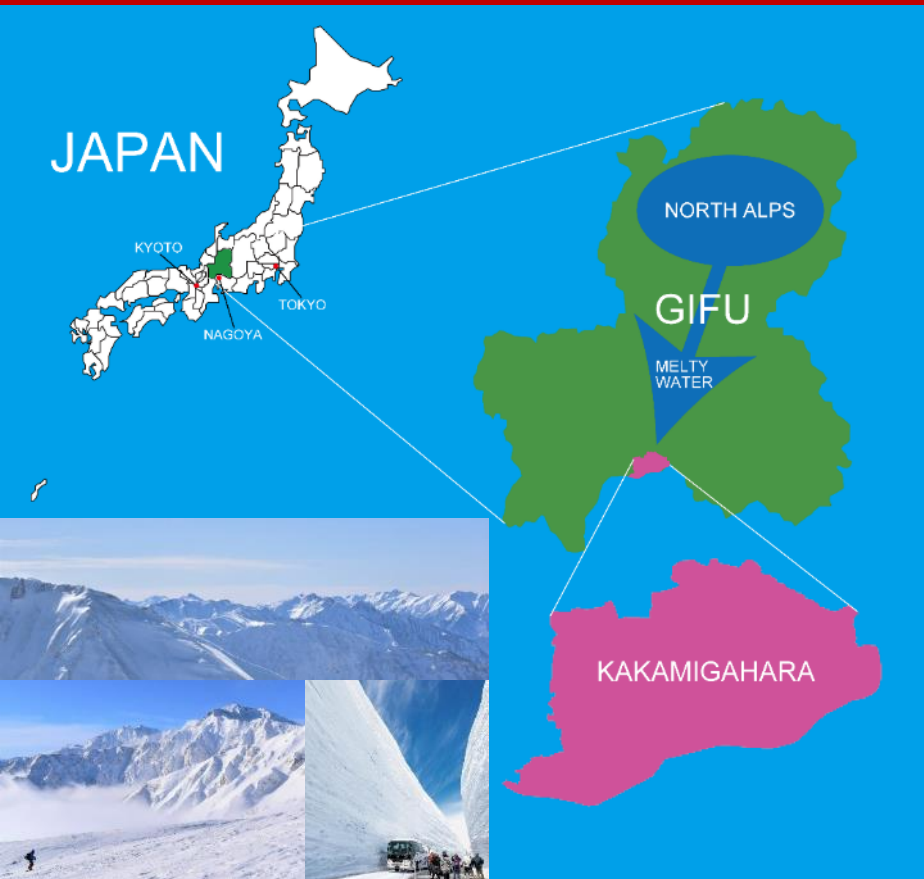 JAPAN
KYOTO
TOKYO
NAGOYA
NORTH ALPS
GIFU
MELTY
WATER
KAKAMIGAHARA